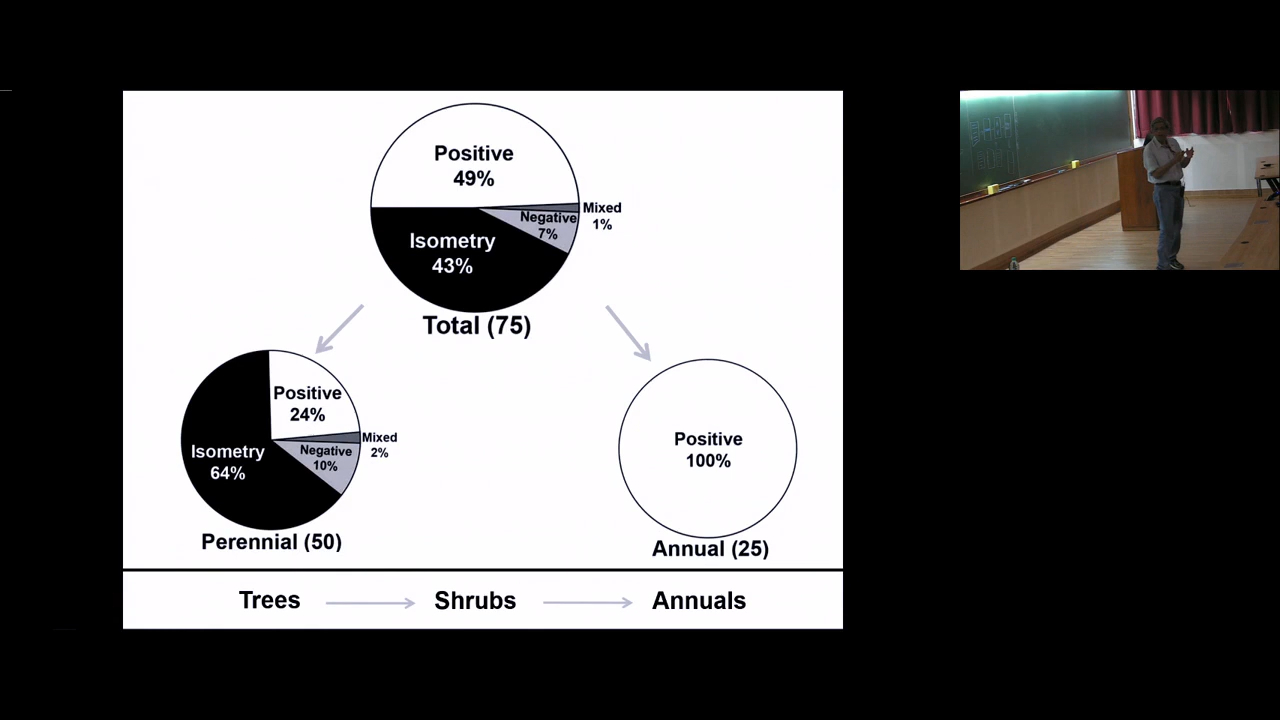 Positive
49%
Mixed
1%
Negative
7%
Isometry
43%
Total (75)
Positive
24%
Mixed
2%
Negative
10%
Isometry
64%
Perennial (50)
Positive
100%
Annual (25)
Trees
Shrubs
Annuals